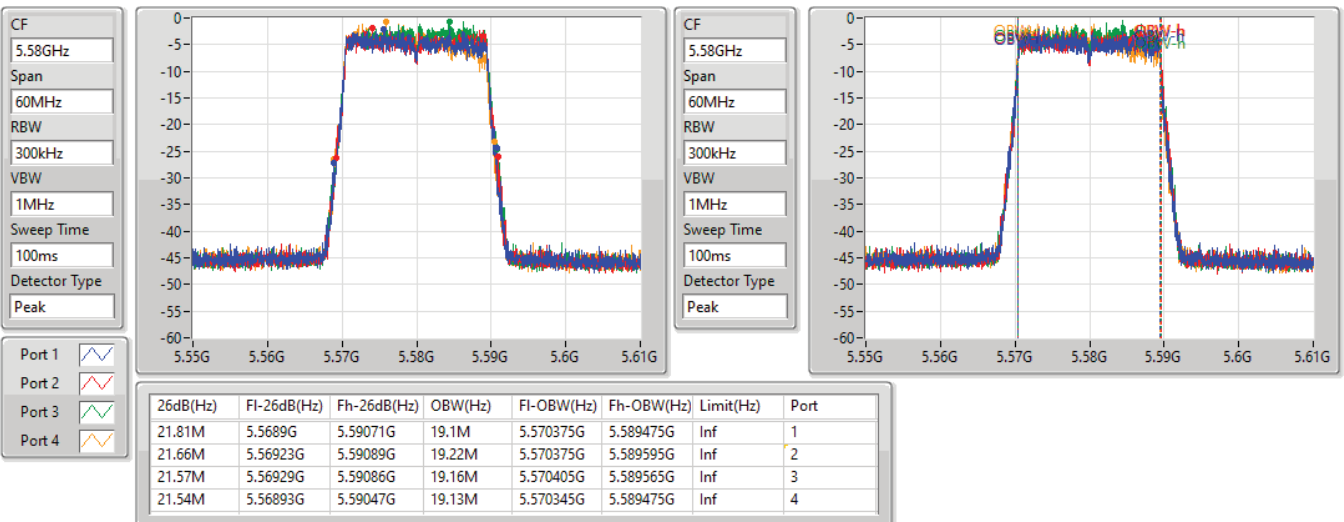 CF
5.58GHz
Span
60MHz
RBW
300kHz
VBW
1MHz
Sweep Time
100ms
Detector Type
Peak
0
-5
-10
-15
-20
-25
-30
-35
-40
-45
-50
-55
-60
5.55G 5.56G 5.57G 5.58G 5.59G 5.6G 5.61G
CF
5.58GHz
Span
60MHz
RBW
300kHz
VBW
1MHz
Sweep Time
100ms
Detector Type
Peak
0
-5
-10
-15
-20
-25
-30
-35
-40
-45
-50
-55
-60
5.55G 5.56G 5.57G 5.58G 5.59G 5.6G 5.61G
Port 1
Port 2
Port 3
Port 4
26dB(Hz) Fl-26dB(Hz) Fh-26dB(Hz) OBW(Hz) Fl-OBW(Hz) Fh-OBW(Hz) Limit(Hz) Port
21.81M 5.5689G 5.59071G 19.1M 5.570375G 5.589475G Inf 1
21.66M 5.56923G 5.59089G 19.22M 5.570375G 5.589595G Inf 2
21.57M 5.56929G 5.59086G 19.16M 5.570405G 5.589565G Inf 3
21.54M 5.56893G 5.59047G 19.13M 5.570345G 5.589475G Inf 4